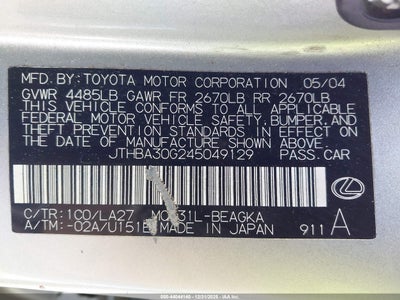 MFD. BY: TOYOTA MOTOR CORPORATION 05/04
GVWR 4485LB GAWR FR 2670LB RR 2670LB
THIS VEHICLE CONFORMS TO ALL APPLICABLE
FEDERAL MOTOR VEHICLE SAFETY, BUMPER, AND
THEFT PREVENTION STANDARDS IN EFFECT ON
THE DATE OF MANUFACTURE SHOWN ABOVE.
JTHBA30G245049129 PASS. CAR
C/TR: 1C0/LA27 31L-BEAGKA
A/TM: -02A/U151E MADE IN JAPAN 911 A